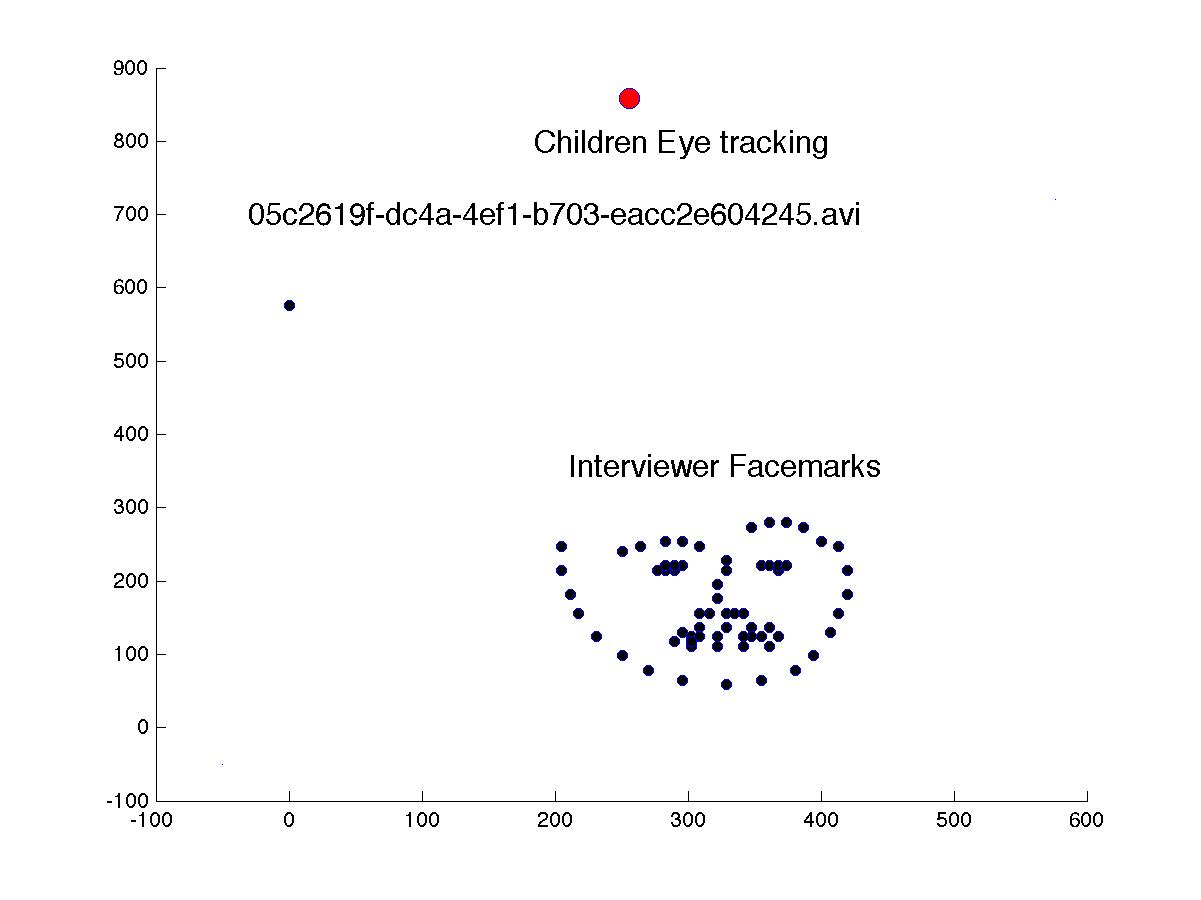 900
Children Eye tracking
800
05c2619f-dc4a-4ef1-b703-eacc2e604245.avi
700
600
500
400
Interviewer Facemarks
300
200
100
0
-100
-100 0 100 200 300 400 500 600